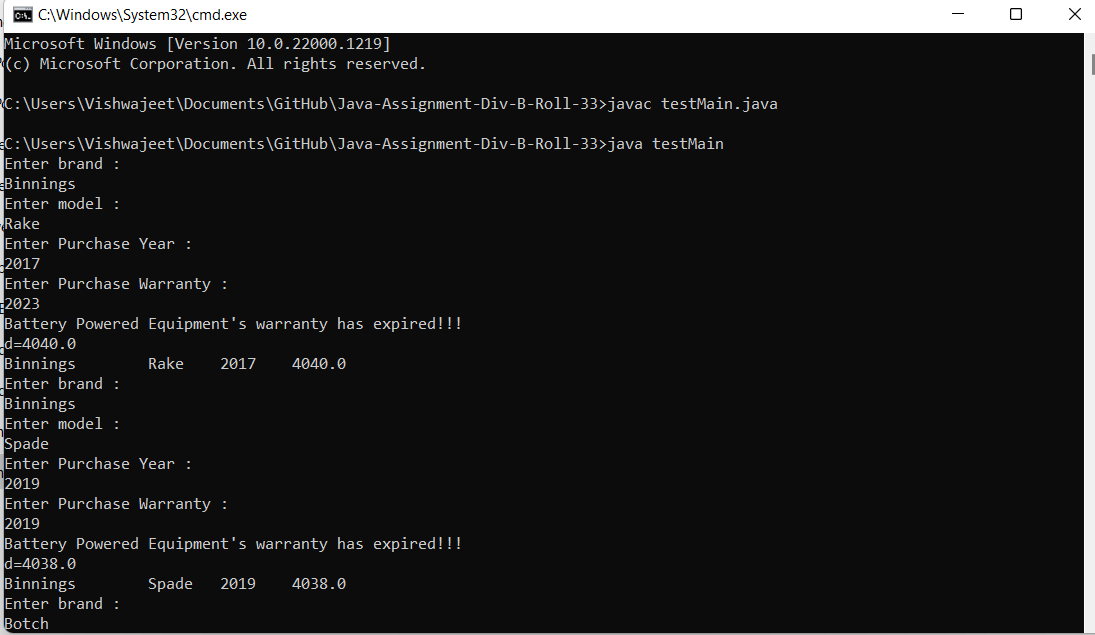 C:\Windows\System32\cmd.exe
Microsoft Windows [Version 10.0.22000.1219]
(c) Microsoft Corporation. All rights reserved.
C:\Users\Vishwajeet\Documents\GitHub\Java-Assignment-Div-B-Roll-33>javac testMain.java
C:\Users\Vishwajeet\Documents\GitHub\Java-Assignment-Div-B-Roll-33>java testMain
Enter brand :
Binnings
Enter model :
Rake
Enter Purchase Year :
2017
Enter Purchase Warranty :
2023
Battery Powered Equipment's warranty has expired!!!
d=4040.0
Binnings        Rake    2017    4040.0
Enter brand :
Binnings
Enter model :
Spade
Enter Purchase Year :
2019
Enter Purchase Warranty :
2019
Battery Powered Equipment's warranty has expired!!!
d=4038.0
Binnings        Spade   2019    4038.0
Enter brand :
Botch